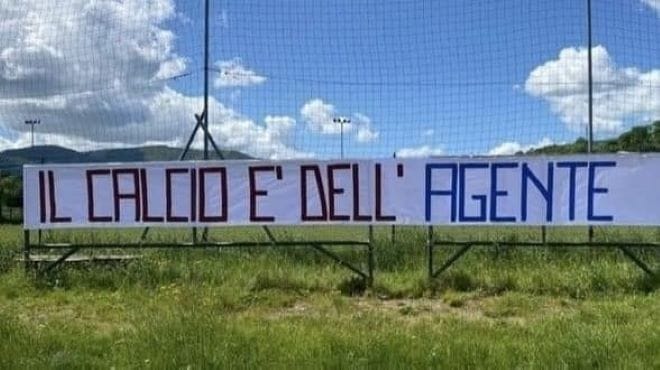 IL CALCIO E' DELL' AGENTE